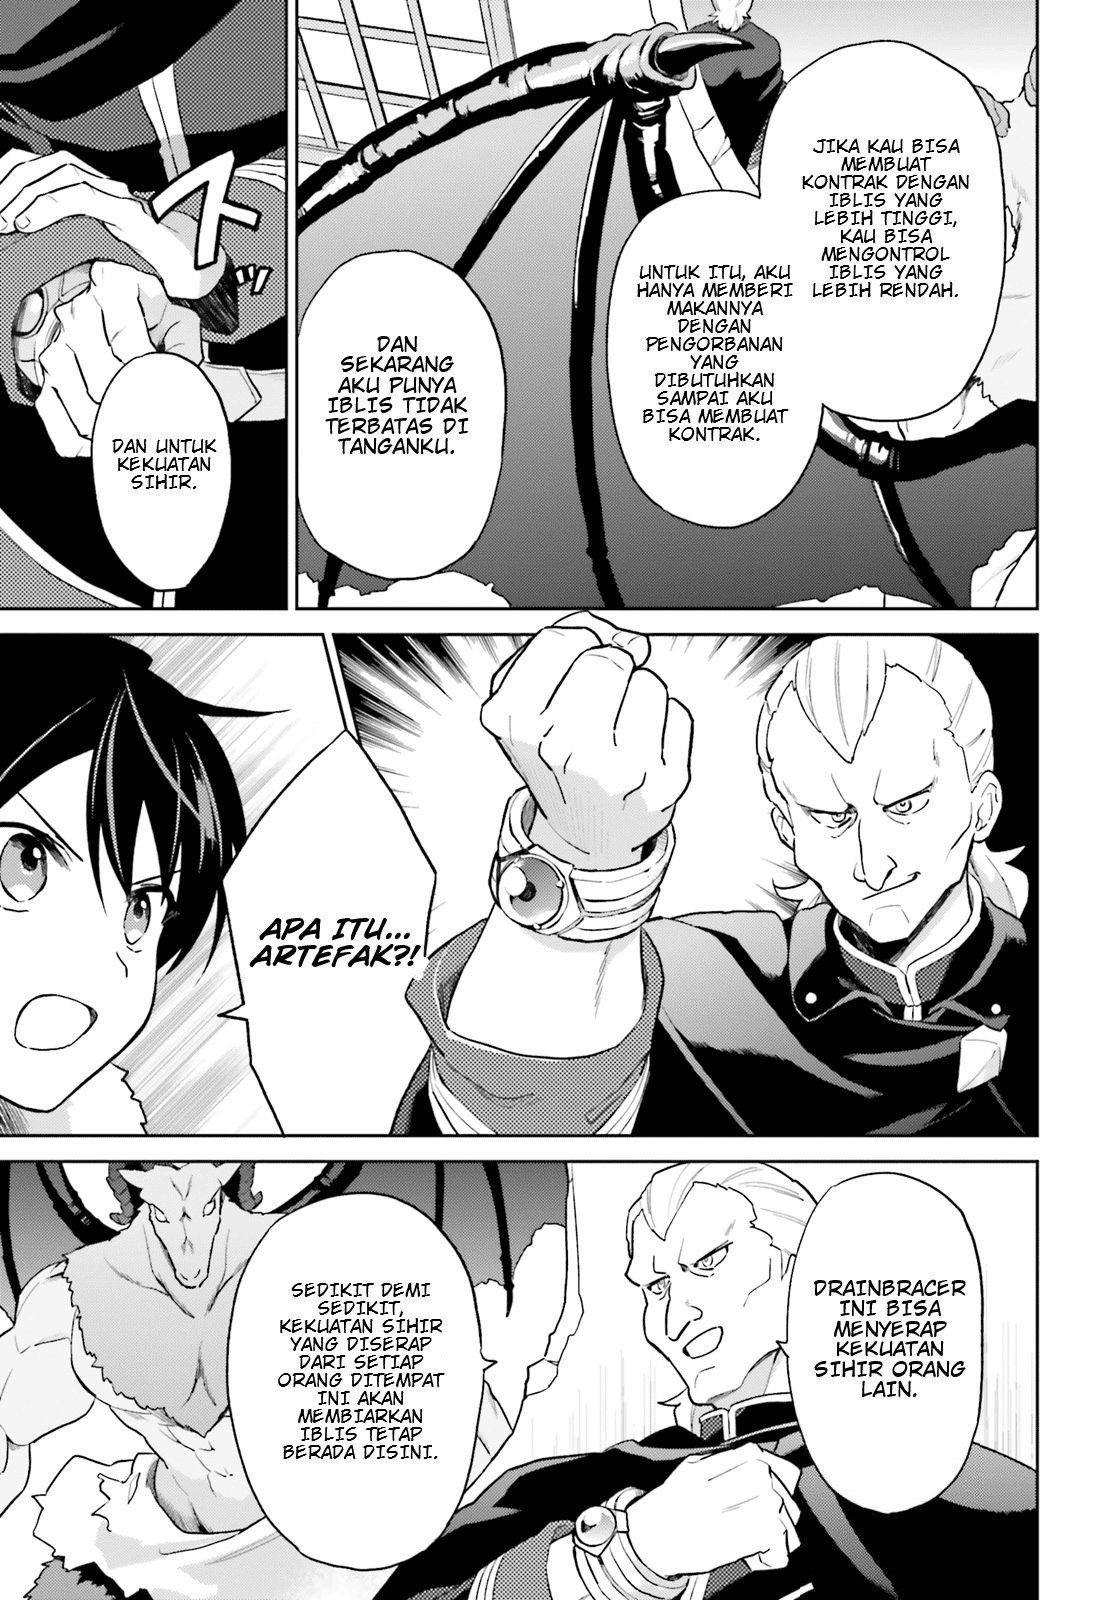 JIKA KAU BISA
MEMBUAT
KONTRAK DENGAN
IBLIS YANG
LEBIH TINGGI,
KAU BISA
MENGONTROL
IBLIS YANG
LEBIH RENDAH.
UNTUK ITU, AKU
HANYA MEMBERI
MAKANNYA
DENGAN
PENGORBANAN
YANG
DIBUTUHKAN
SAMPAI AKU
BISA MEMBUAT
KONTRAK.
DAN
SEKARANG
AKU PUNYA
IBLIS TIDAK
TERBATAS DI
TANGANKU.
DAN UNTUK
KEKUATAN
SIHIR.
APA ITU...
ARTEFAK?!
DRAINBRACER
INI BISA
MENYERAP
KEKUATAN
SIHIR ORANG
LAIN.
SEDIKIT DEMI
SEDIKIT,
KEKUATAN SIHIR
YANG DISERAP
DARI SETIAP
ORANG DITEMPAT
INI AKAN
MEMBIARKAN
IBLIS TETAP
BERADA DISINI.